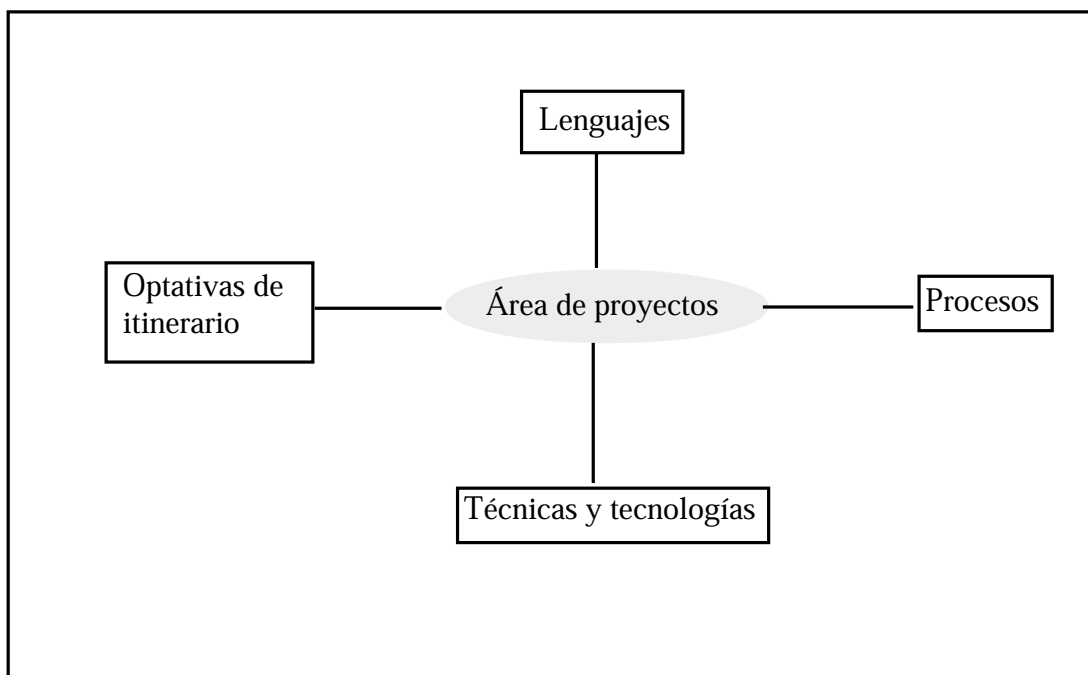 Lenguajes
Optativas de
itinerario
Área de proyectos
Procesos
Técnicas y tecnologías